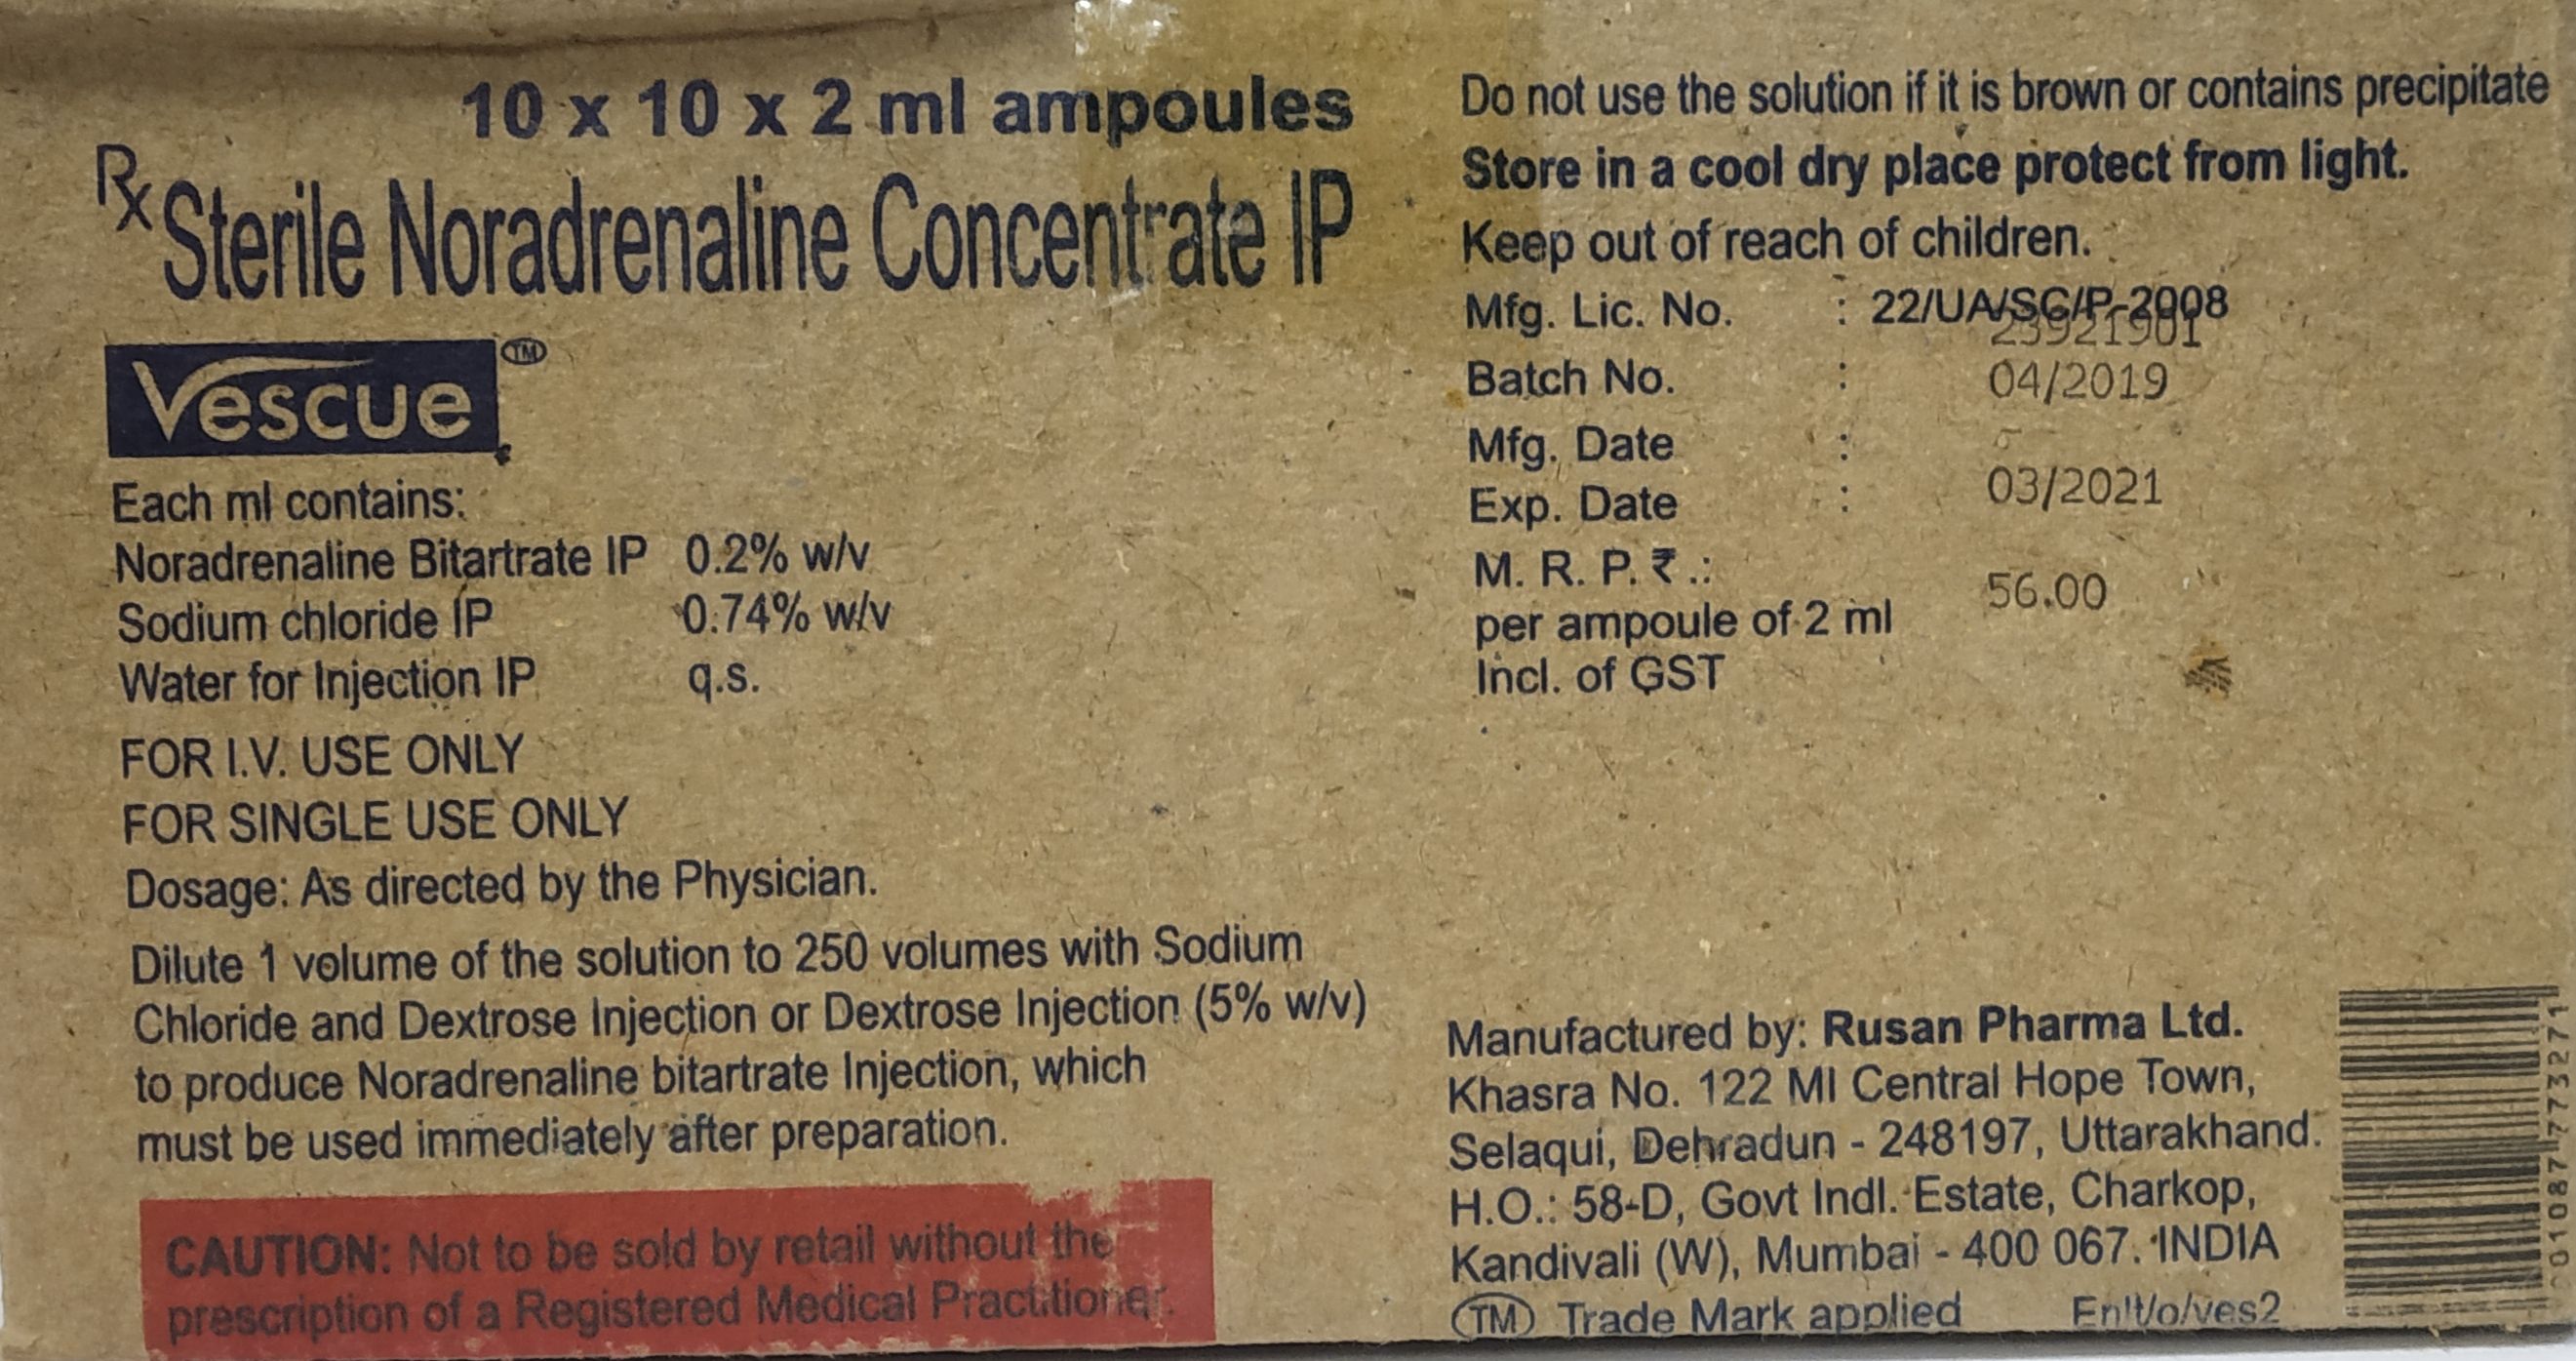 10 x 10 x 2 ml ampoules
Rx Sterile Noradrenaline Concentrate IP
Vescue TM
Each ml contains:
Noradrenaline Bitartrate IP 0.2% w/v
Sodium chloride IP 0.74% w/v
Water for Injection IP q.s.
FOR I.V. USE ONLY
FOR SINGLE USE ONLY
Dosage: As directed by the Physician.
Dilute 1 volume of the solution to 250 volumes with Sodium
Chloride and Dextrose Injection or Dextrose Injection (5% w/v)
to produce Noradrenaline bitartrate Injection, which
must be used immediately after preparation.
CAUTION: Not to be sold by retail without the
prescription of a Registered Medical Practitioner.
Do not use the solution if it is brown or contains precipitate
Store in a cool dry place protect from light.
Keep out of reach of children.
Mfg. Lic. No. : 22/UA/SC/P-2008
23921901
Batch No. :
04/2019
Mfg. Date :
Exp. Date : 03/2021
M. R. P. ₹ .:
56.00
per ampoule of 2 ml
Incl. of GST
Manufactured by: Rusan Pharma Ltd.
Khasra No. 122 MI Central Hope Town,
Selaqui, Dehradun - 248197, Uttarakhand.
H.O.: 58-D, Govt Indl. Estate, Charkop,
Kandivali (W), Mumbai - 400 067. INDIA
TM Trade Mark applied